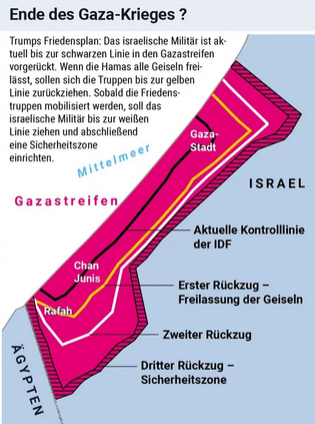 Ende des Gaza-Krieges ?
Trumps Friedensplan: Das israelische Militär ist ak-
tuell bis zur schwarzen Linie in den Gazastreifen
vorgerückt. Wenn die Hamas alle Geiseln frei-
lässt, sollen sich die Truppen bis zur gelben
Linie zurückziehen. Sobald die Friedens-
truppen mobilisiert werden, soll das
israelische Militär bis zur weißen
Linie ziehen und abschließend
eine Sicherheitszone
einrichten.
Mittelmeer
Gaza-
Stadt
ISRAEL
Gazastreifen
Aktuelle Kontrolllinie
der IDF
Chan
Junis
Erster Rückzug –
Freilassung der Geiseln
Rafah
Zweiter Rückzug
ÄGYPTEN
Dritter Rückzug –
Sicherheitszone